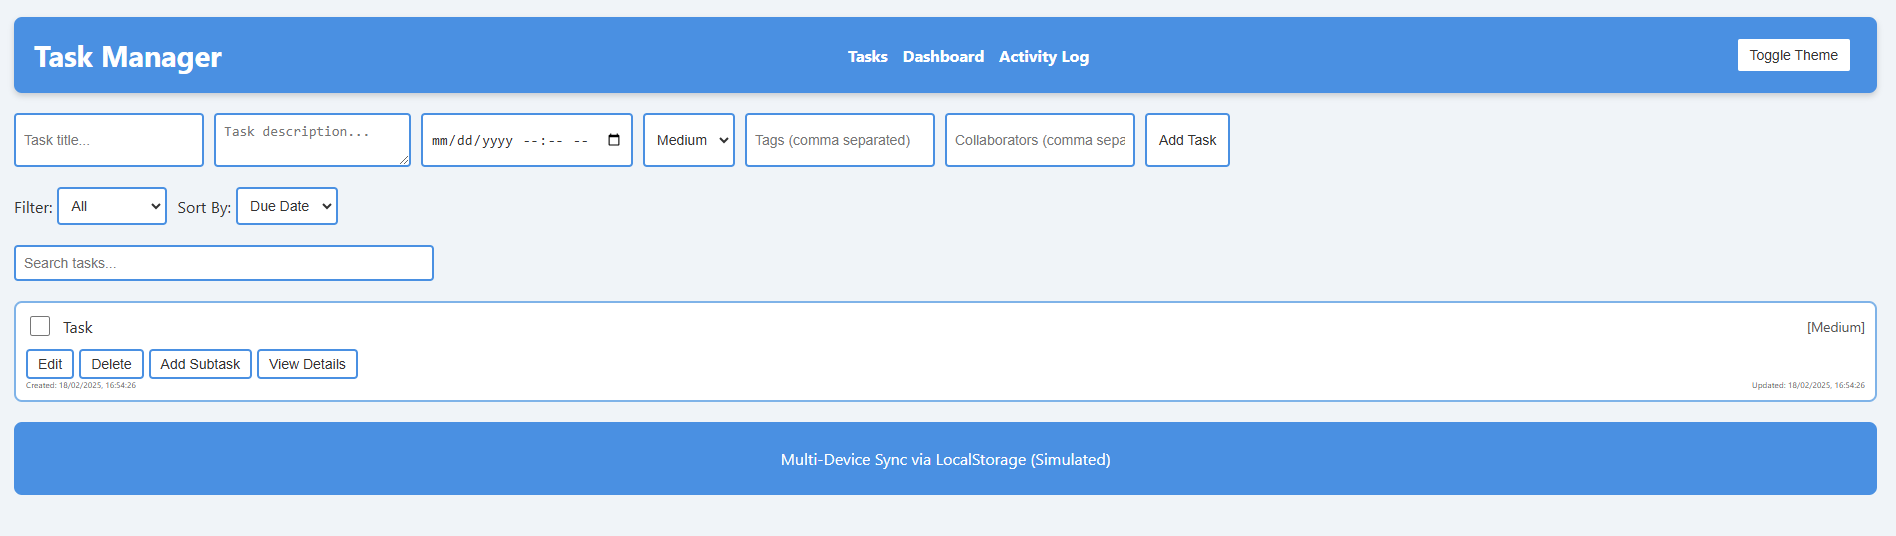 Task Manager
Tasks Dashboard Activity Log
Toggle Theme
Task title...
Task description...
mm/dd/yyyy --:-- --
Medium
Tags (comma separated)
Collaborators (comma sepa
Add Task
Filter: All Sort By: Due Date
Search tasks...
Task [Medium]
Edit Delete Add Subtask View Details
Created: 18/02/2025, 16:54:26 Updated: 18/02/2025, 16:54:26
Multi-Device Sync via LocalStorage (Simulated)